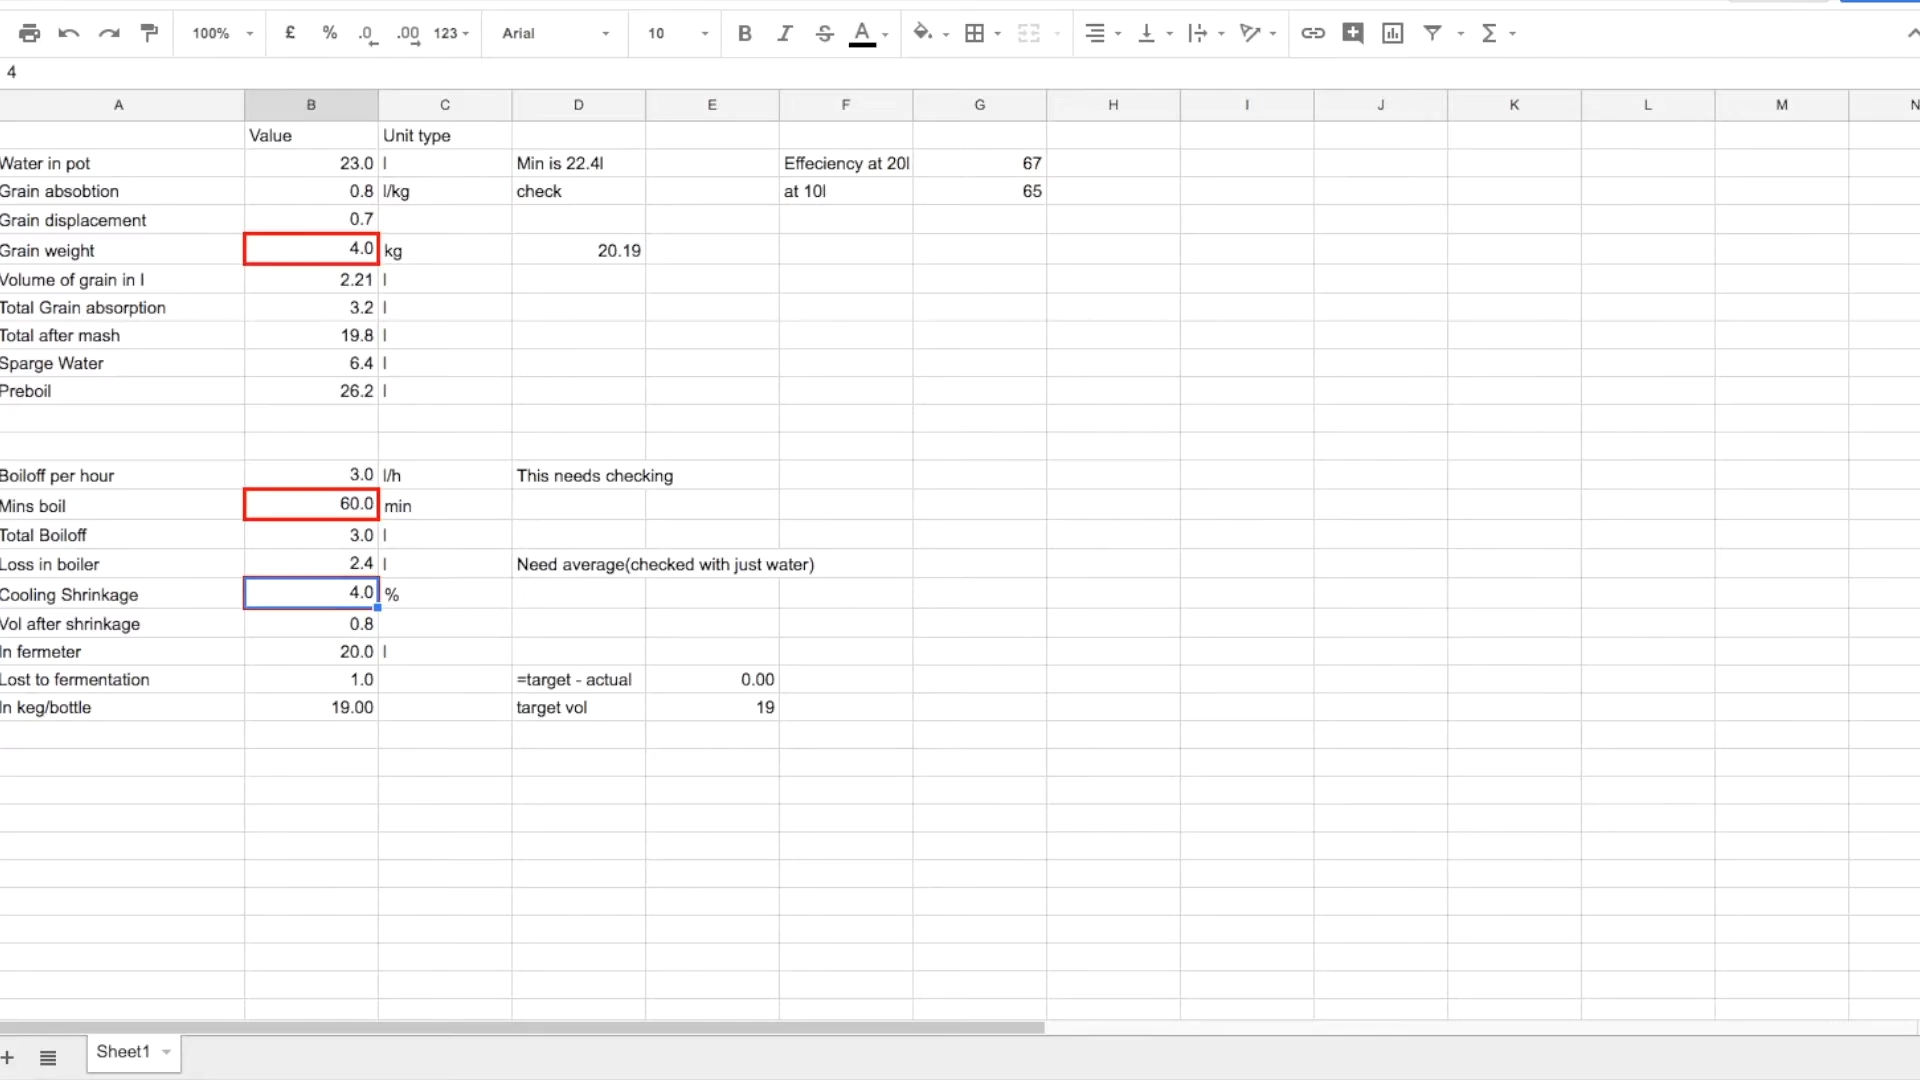 100% £ % .0 .00 123 Arial 10 B I S A Σ
4
A B C D E F G H I J K L M N
Value Unit type
Water in pot 23.0 l Min is 22.4l Effeciency at 20l 67
Grain absobtion 0.8 l/kg check at 10l 65
Grain displacement 0.7
Grain weight 4.0 kg 20.19
Volume of grain in l 2.21 l
Total Grain absorption 3.2 l
Total after mash 19.8 l
Sparge Water 6.4 l
Preboil 26.2 l
Boiloff per hour 3.0 l/h This needs checking
Mins boil 60.0 min
Total Boiloff 3.0 l
Loss in boiler 2.4 l Need average(checked with just water)
Cooling Shrinkage 4.0 %
Vol after shrinkage 0.8
In fermeter 20.0 l
Lost to fermentation 1.0 =target - actual 0.00
In keg/bottle 19.00 target vol 19
+ Sheet1